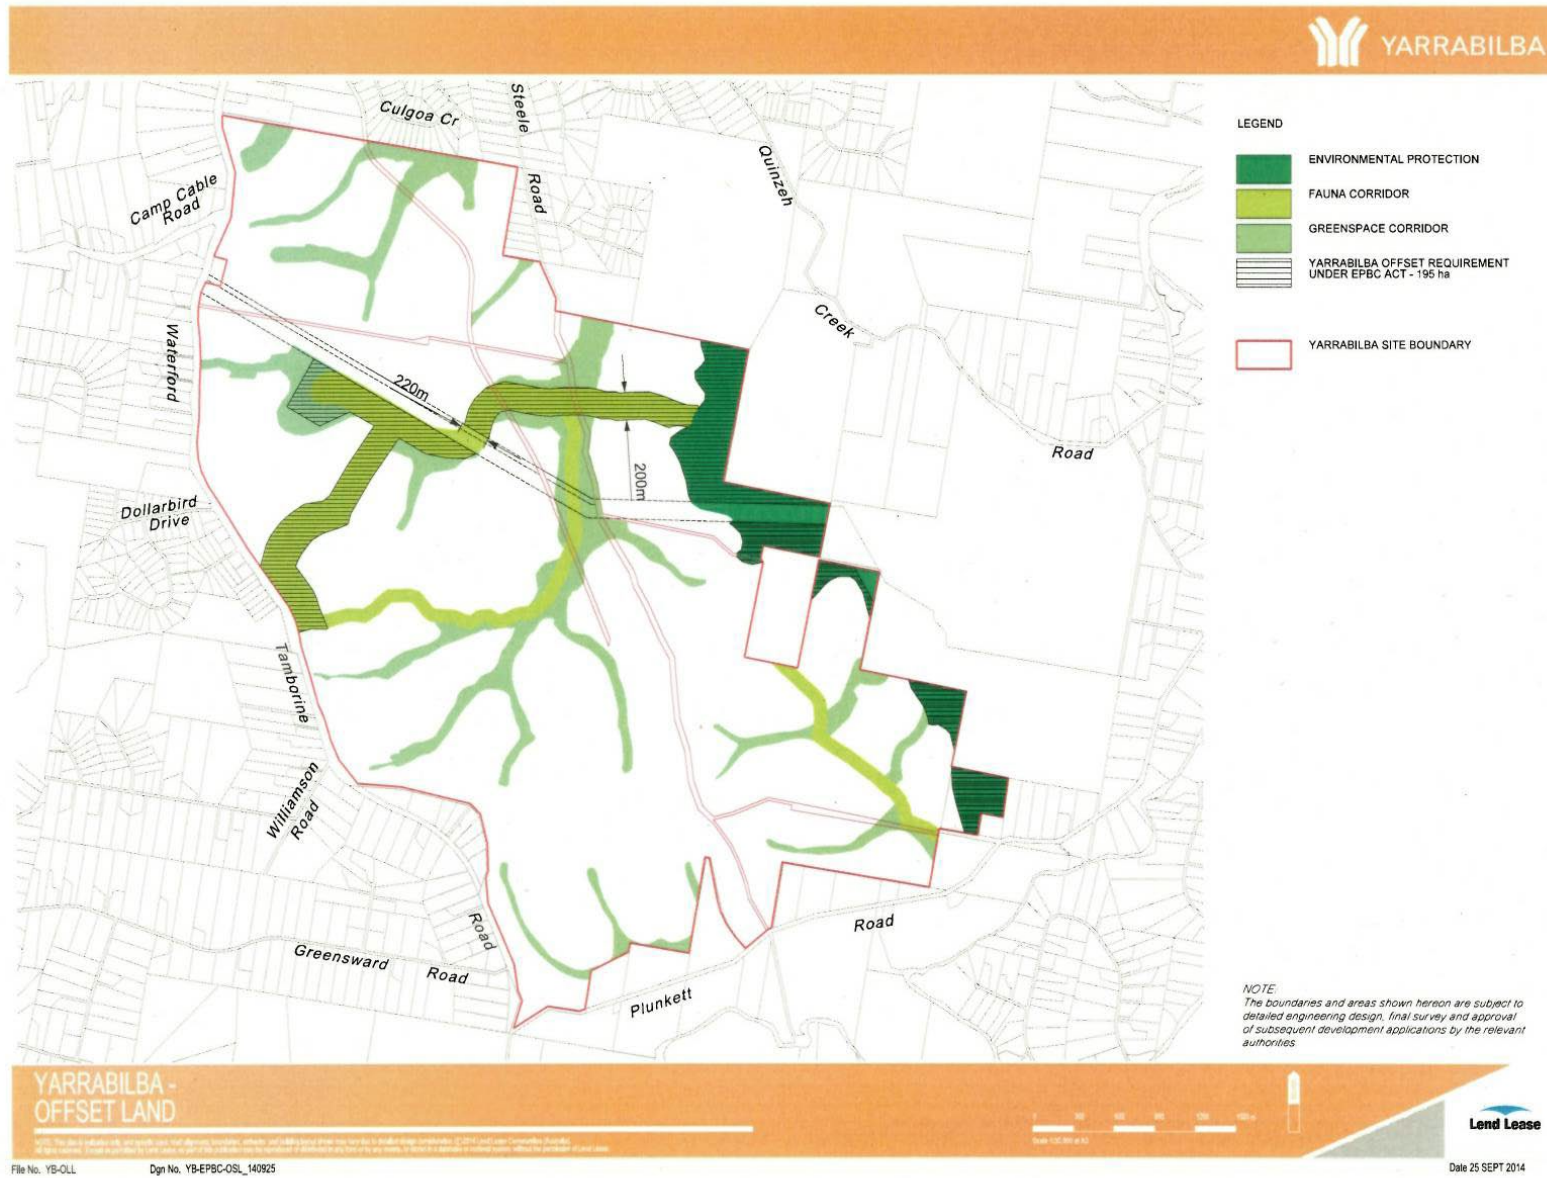 YARRABILBA
Culgoa Cr
Steele
Road
Quinzeh
Creek
Road
Camp Cable
Road
Waterford
220m
200m
Dollarbird
Drive
Tamborine
Williamson
Road
Road
Greensward
Road
Plunkett
Road
LEGEND
ENVIRONMENTAL PROTECTION
FAUNA CORRIDOR
GREENSPACE CORRIDOR
YARRABILBA OFFSET REQUIREMENT
UNDER EPBC ACT - 195 ha
YARRABILBA SITE BOUNDARY
NOTE:
The boundaries and areas shown hereon are subject to
detailed engineering design, final survey and approval
of subsequent development applications by the relevant
authorities
YARRABILBA -
OFFSET LAND
Lend Lease
File No. YB-OLL
Dgn No. YB-EPBC-OSL_140925
Date 25 SEPT 2014